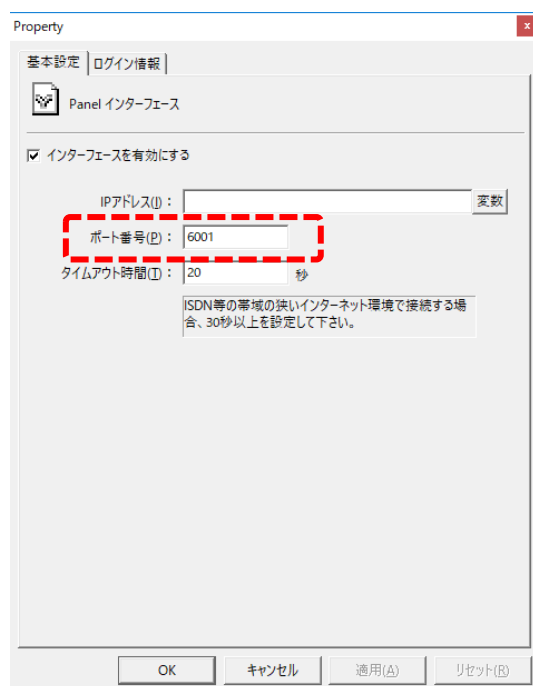 Property
x
基本設定 ログイン情報
Panel インターフェース
インターフェースを有効にする
IPアドレス(I)： 変数
ポート番号(P)： 6001
タイムアウト時間(T)： 20 秒
ISDN等の帯域の狭いインターネット環境で接続する場
合、30秒以上を設定して下さい。
OK キャンセル 適用(A) リセット(R)